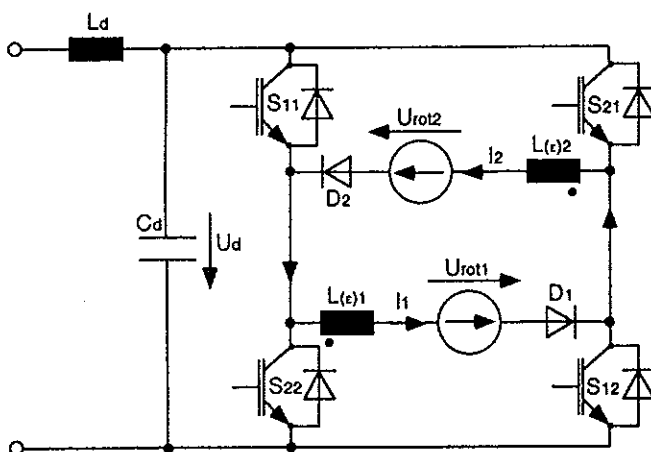 Ld
S11
S21
Urot2
I2
L(ε)2
D2
Cd
Ud
Urot1
L(ε)1
I1
D1
S22
S12